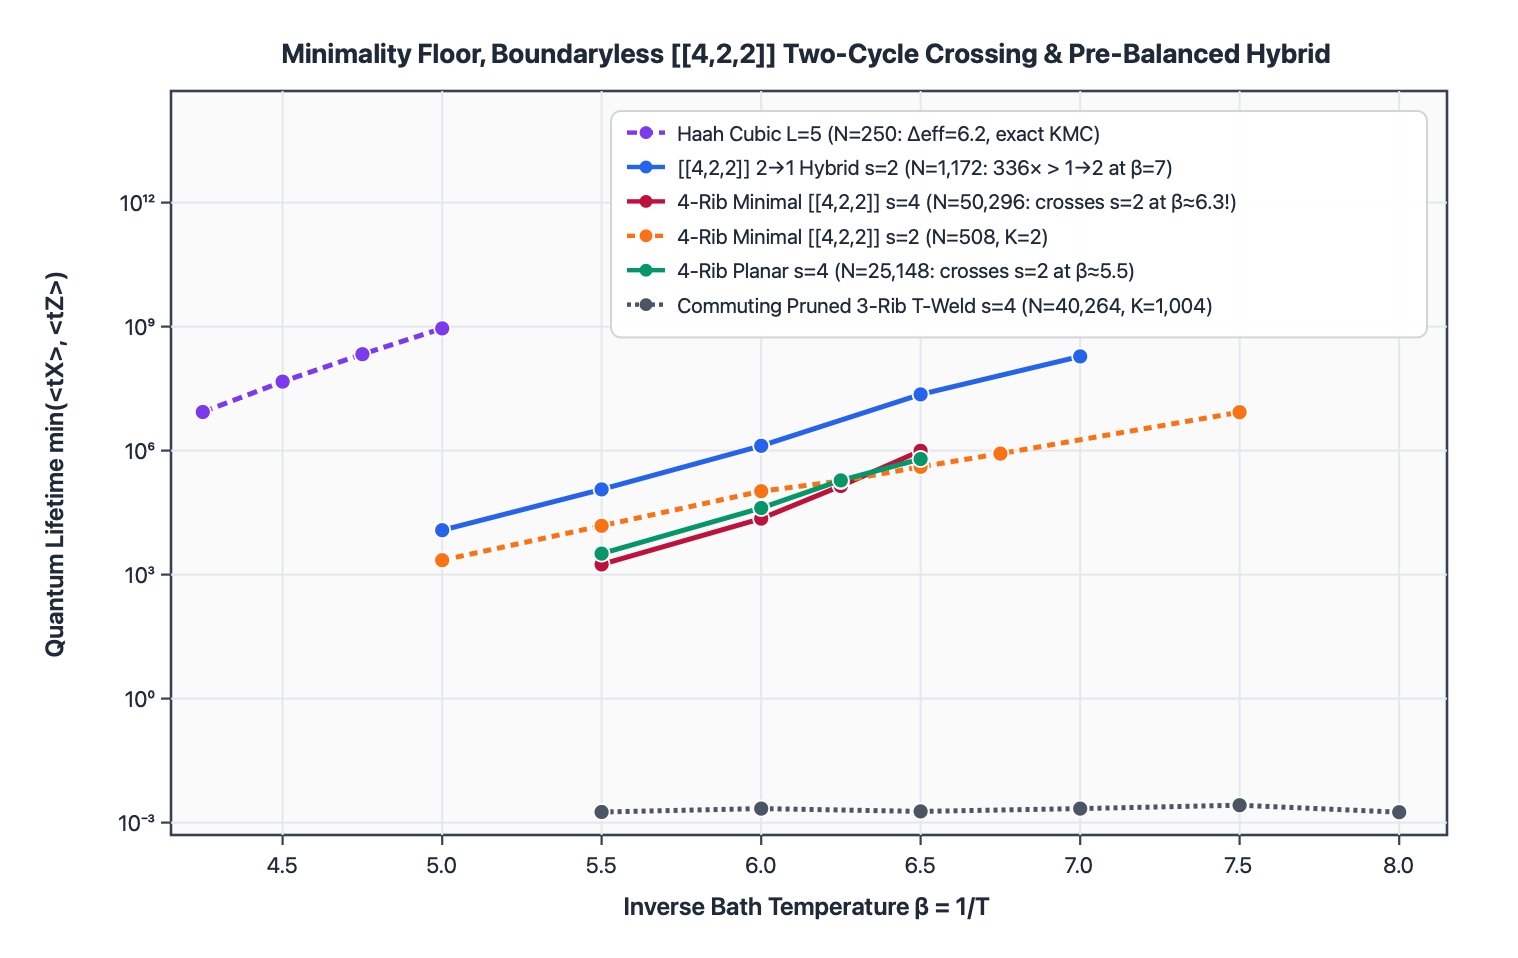 Minimality Floor, Boundaryless [[4,2,2]] Two-Cycle Crossing & Pre-Balanced Hybrid
Haah Cubic L=5 (N=250: Δeff=6.2, exact KMC)
[[4,2,2]] 2→1 Hybrid s=2 (N=1,172: 336× > 1→2 at β=7)
4-Rib Minimal [[4,2,2]] s=4 (N=50,296: crosses s=2 at β≈6.3!)
4-Rib Minimal [[4,2,2]] s=2 (N=508, K=2)
4-Rib Planar s=4 (N=25,148: crosses s=2 at β≈5.5)
Commuting Pruned 3-Rib T-Weld s=4 (N=40,264, K=1,004)
Quantum Lifetime min(<tX>, <tZ>)
10¹²
10⁹
10⁶
10³
10⁰
10⁻³
4.5 5.0 5.5 6.0 6.5 7.0 7.5 8.0
Inverse Bath Temperature β = 1/T